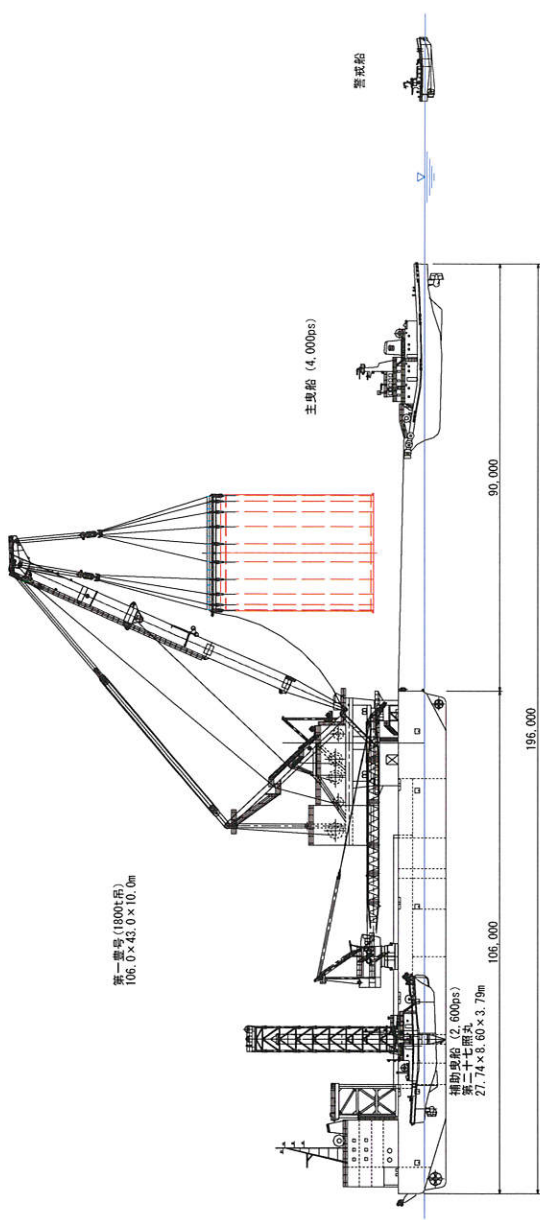 第一豊号(1800t吊)
106.0×43.0×10.0m
補助曳船 (2,600ps)
第二十七照丸
27.74×8.60×3.79m
主曳船 (4,000ps)
警戒船
106,000
90,000
196,000